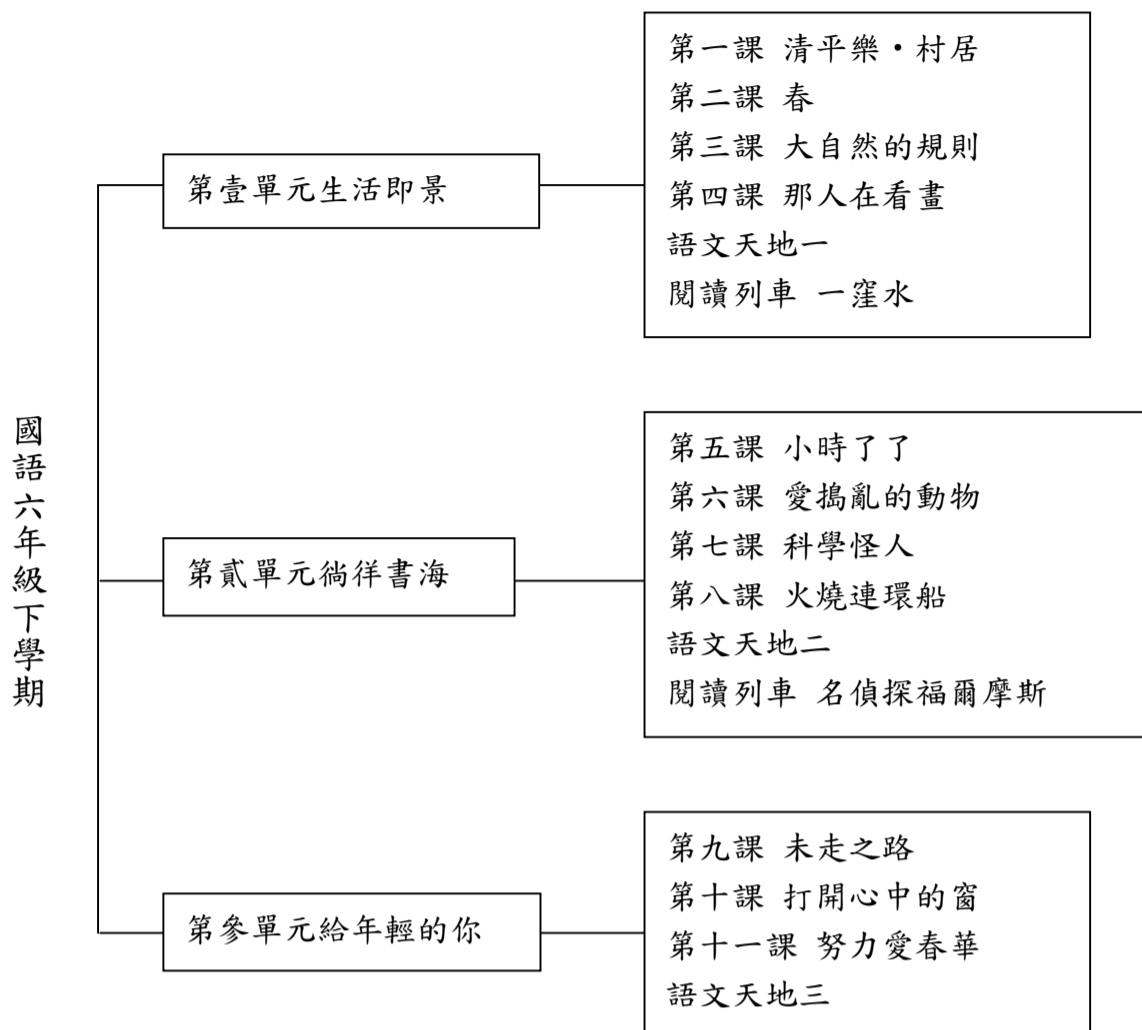 國語六年級下學期
第壹單元生活即景
第一課 清平樂・村居
第二課 春
第三課 大自然的規則
第四課 那人在看畫
語文天地一
閱讀列車 一窪水
第貳單元徜徉書海
第五課 小時了了
第六課 愛搗亂的動物
第七課 科學怪人
第八課 火燒連環船
語文天地二
閱讀列車 名偵探福爾摩斯
第參單元給年輕的你
第九課 未走之路
第十課 打開心中的窗
第十一課 努力愛春華
語文天地三